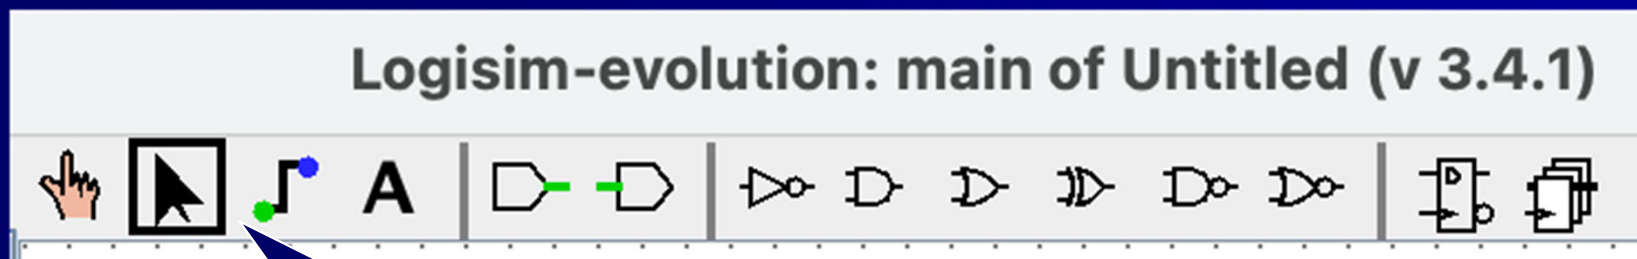 Logisim-evolution: main of Untitled (v 3.4.1)
A
D